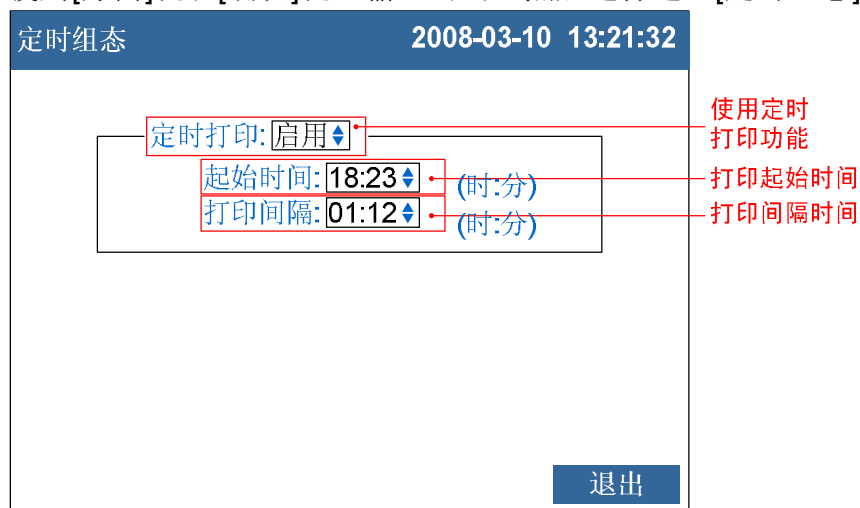 定时组态 2008-03-10 13:21:32
使用定时
打印功能
定时打印: 启用
起始时间: 18:23 (时:分)
打印起始时间
打印间隔: 01:12 (时:分)
打印间隔时间
退出